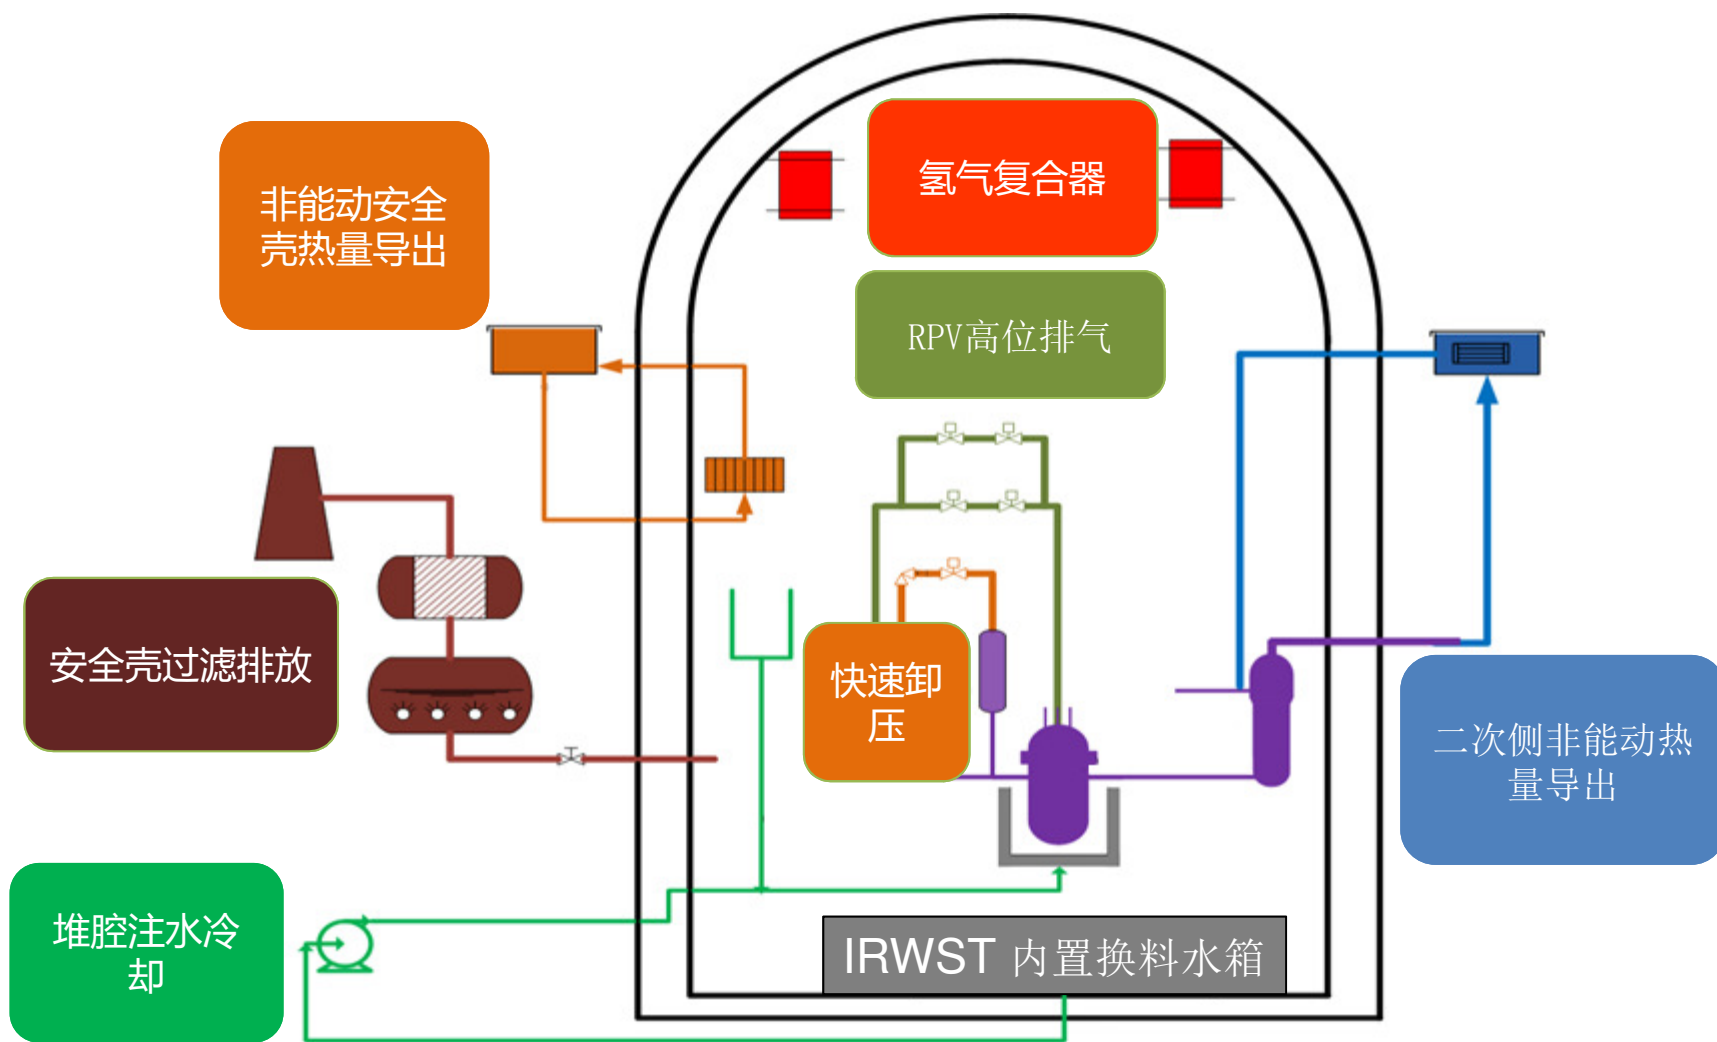 氢气复合器
非能动安全
壳热量导出
RPV高位排气
安全壳过滤排放
快速卸
压
二次侧非能动热
量导出
堆腔注水冷
却
IRWST 内置换料水箱